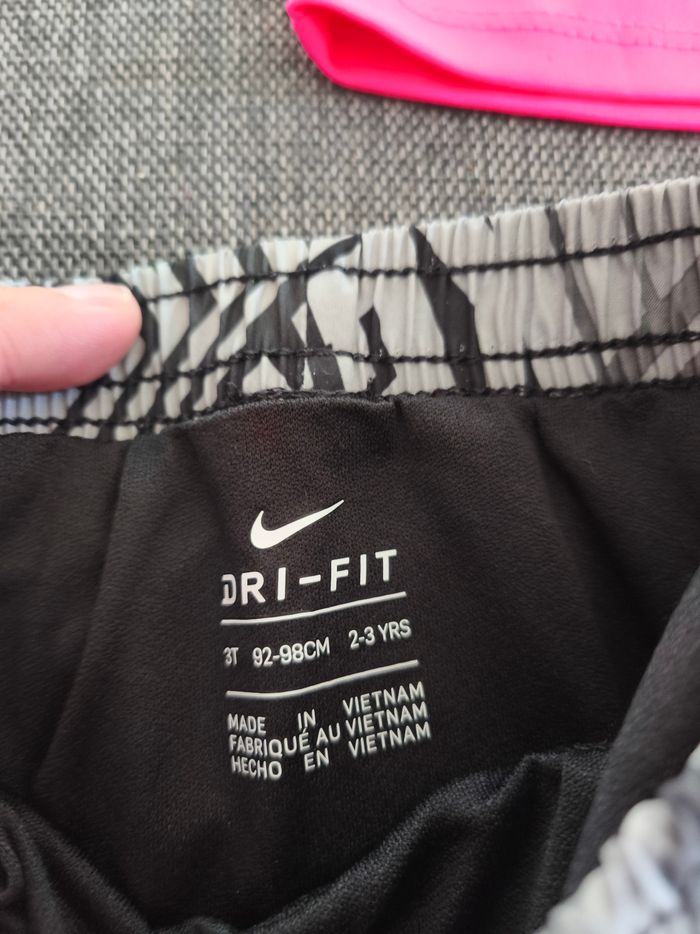 DRI-FIT
3T 92-98CM 2-3 YRS
MADE IN VIETNAM
FABRIQUÉ AU VIETNAM
HECHO EN VIETNAM